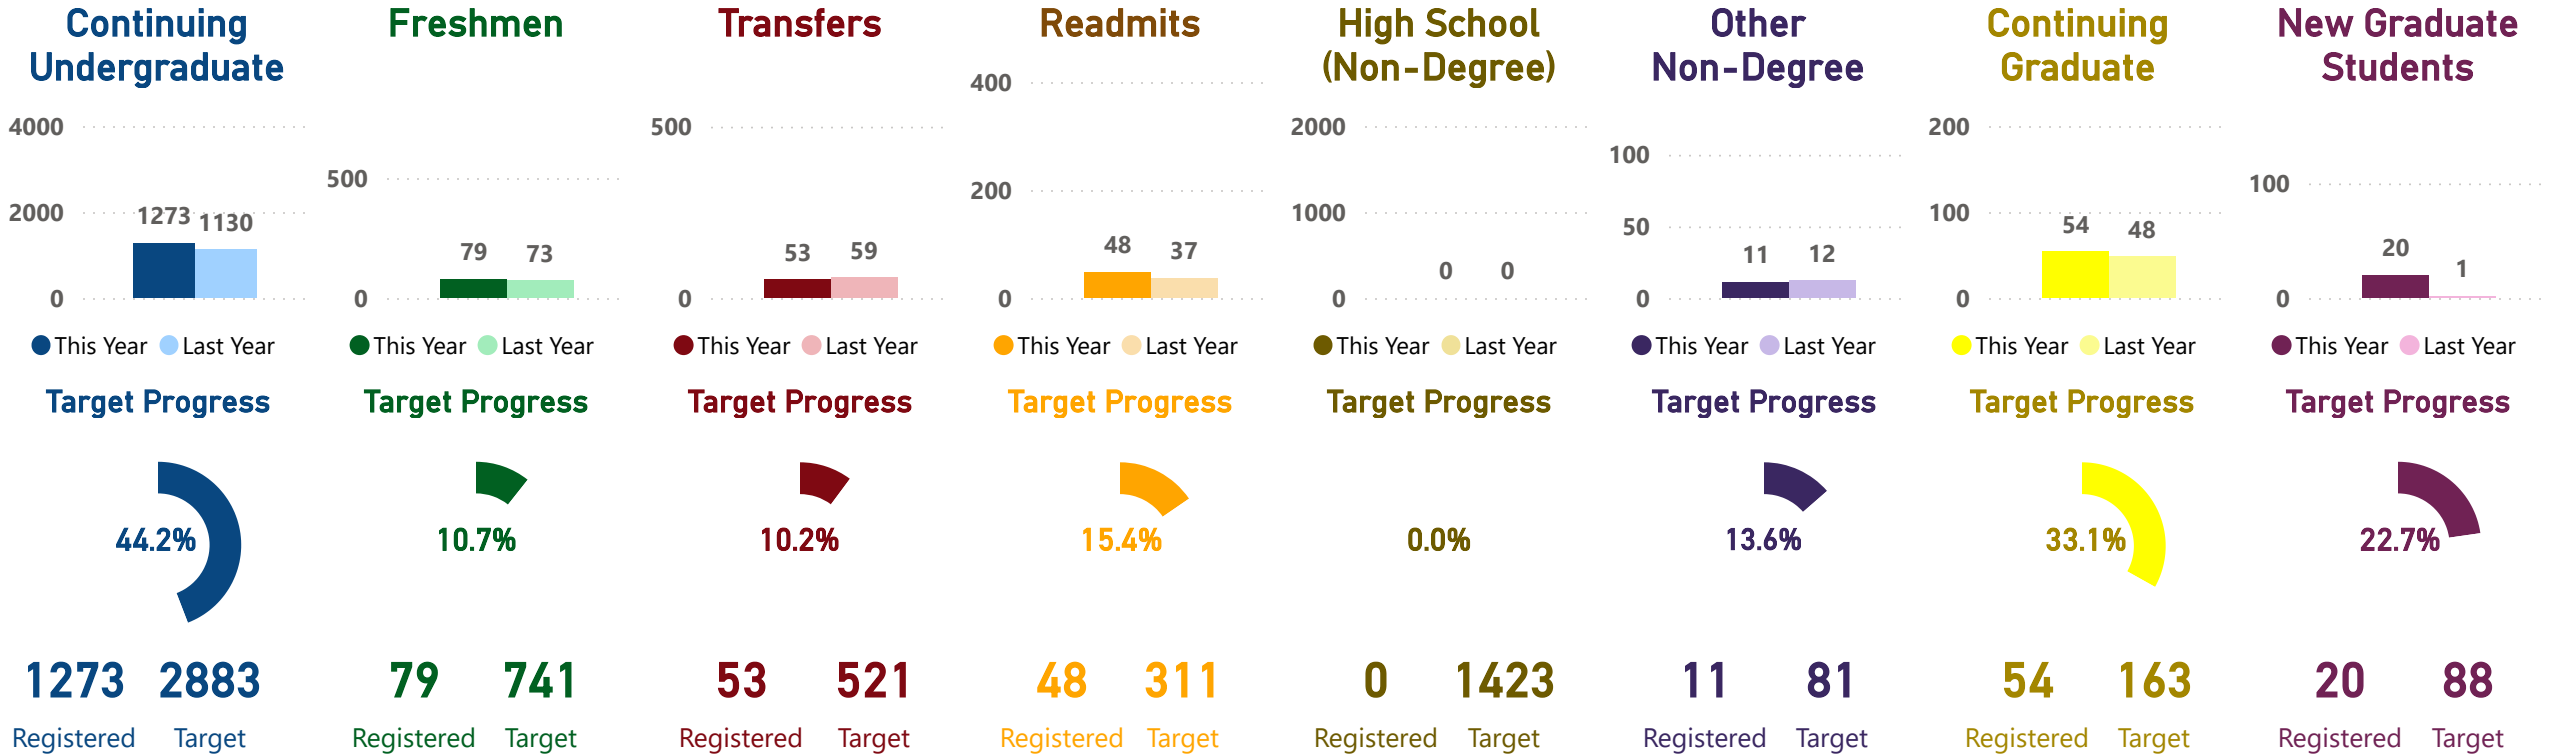 Continuing
Undergraduate
4000
2000
0
1273
1130
This Year Last Year
Target Progress
44.2%
1273 2883
Registered Target
Freshmen
500
0
79
73
This Year Last Year
Target Progress
10.7%
79 741
Registered Target
Transfers
500
0
53
59
This Year Last Year
Target Progress
10.2%
53 521
Registered Target
Readmits
400
200
0
48
37
This Year Last Year
Target Progress
15.4%
48 311
Registered Target
High School
(Non-Degree)
2000
1000
0
0
0
This Year Last Year
Target Progress
0.0%
0 1423
Registered Target
Other
Non-Degree
100
50
0
11
12
This Year Last Year
Target Progress
13.6%
11 81
Registered Target
Continuing
Graduate
200
100
0
54
48
This Year Last Year
Target Progress
33.1%
54 163
Registered Target
New Graduate
Students
100
0
20
1
This Year Last Year
Target Progress
22.7%
20 88
Registered Target